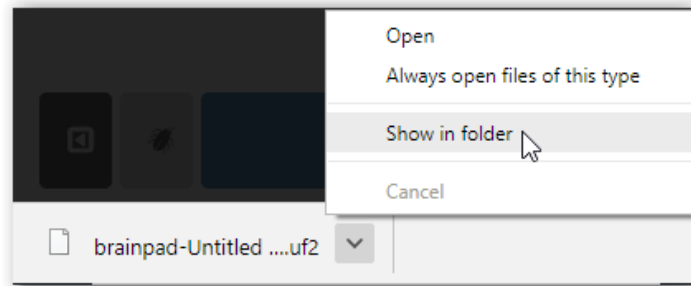 Open
Always open files of this type
Show in folder
Cancel
brainpad-Untitled ....uf2